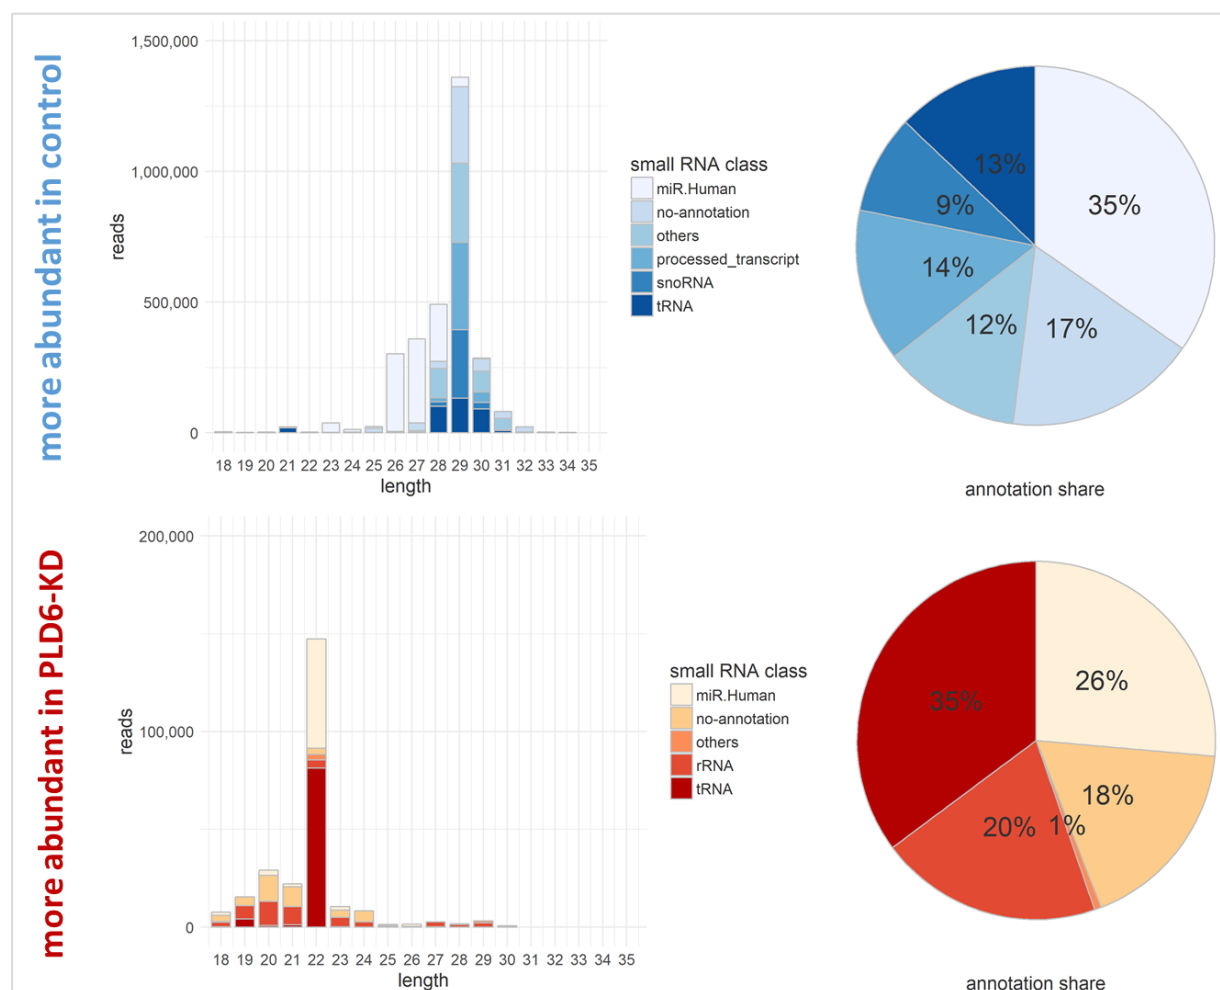 more abundant in control
1,500,000
1,000,000
500,000
0
reads
18 19 20 21 22 23 24 25 26 27 28 29 30 31 32 33 34 35
length
small RNA class
miR.Human
no-annotation
others
processed_transcript
snoRNA
tRNA
13%
35%
9%
14%
12%
17%
annotation share
more abundant in PLD6-KD
200,000
100,000
0
reads
18 19 20 21 22 23 24 25 26 27 28 29 30 31 32 33 34 35
length
small RNA class
miR.Human
no-annotation
others
rRNA
tRNA
35%
26%
18%
20%
1%
annotation share